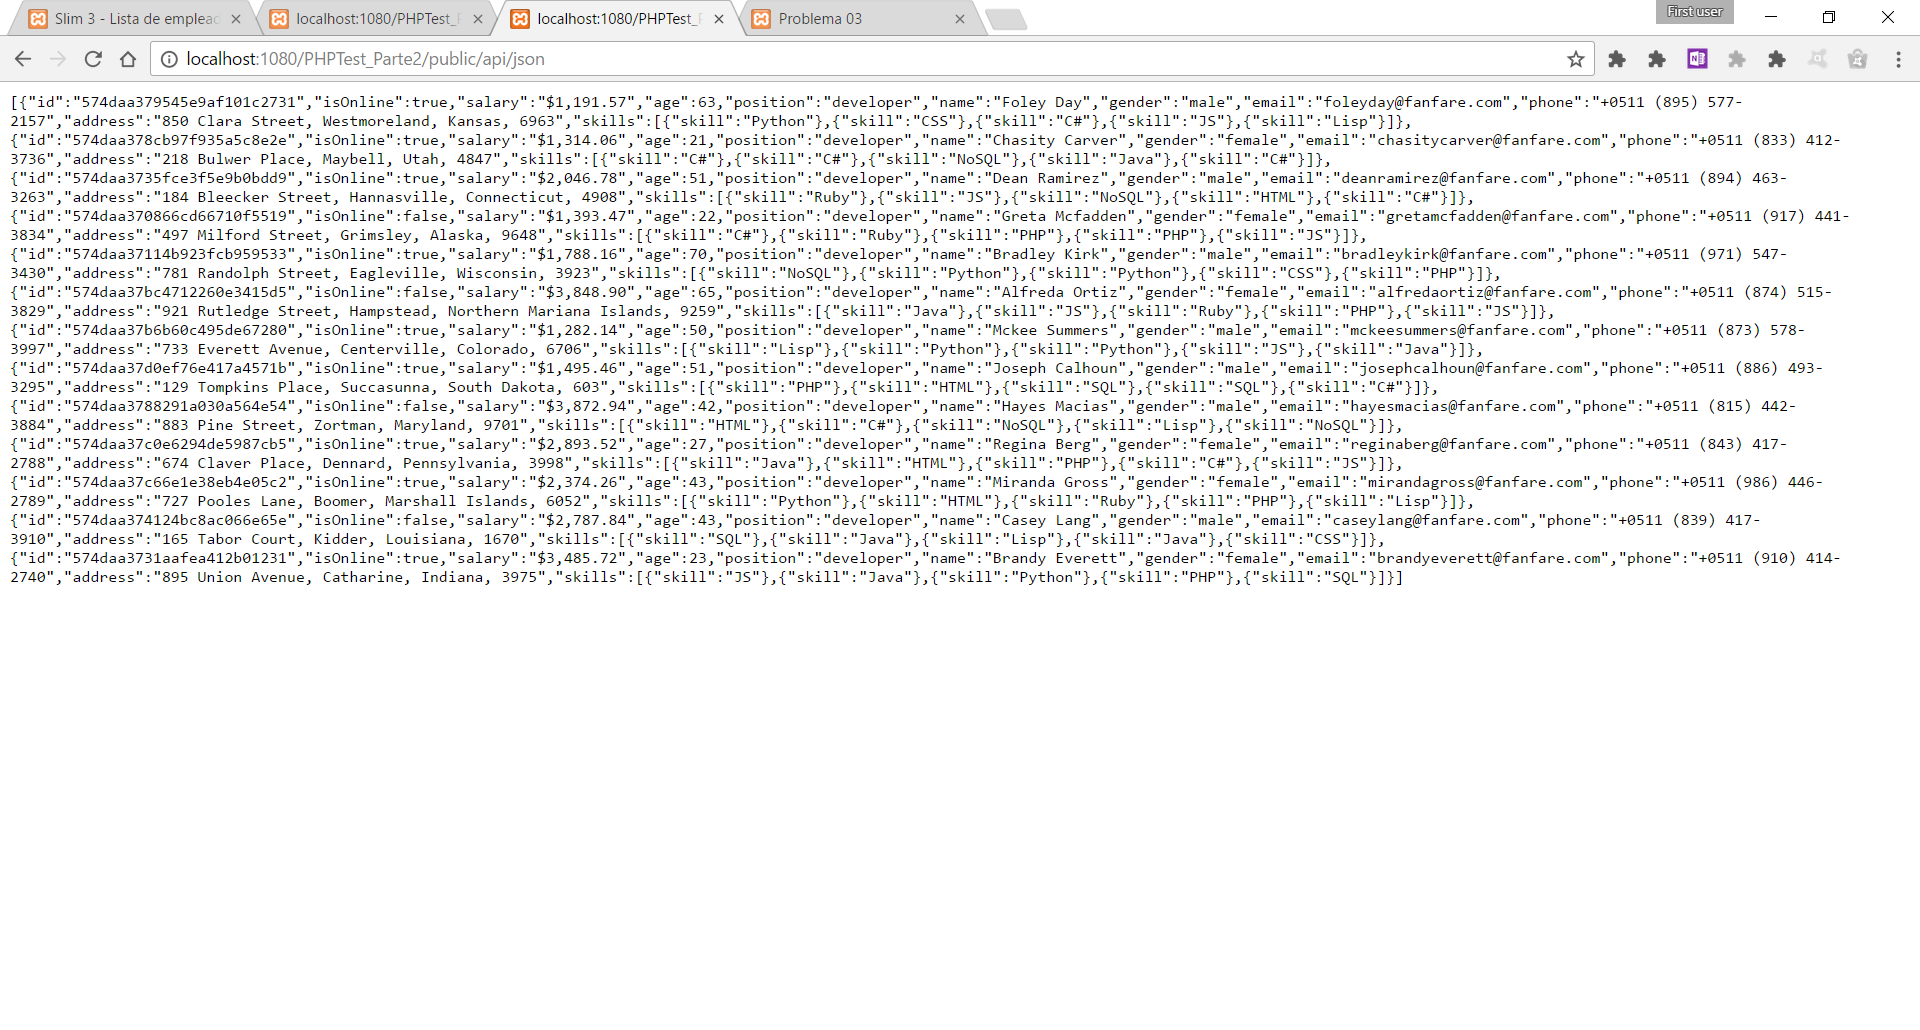 Slim 3 - Lista de emplead
localhost:1080/PHPTest_P
localhost:1080/PHPTest_P
Problema 03
First user
localhost:1080/PHPTest_Parte2/public/api/json
[{"id":"574daa379545e9af101c2731","isOnline":true,"salary":"$1,191.57","age":63,"position":"developer","name":"Foley Day","gender":"male","email":"foleyday@fanfare.com","phone":"+0511 (895) 577-
2157","address":"850 Clara Street, Westmoreland, Kansas, 6963","skills":[{"skill":"Python"},{"skill":"CSS"},{"skill":"C#"},{"skill":"JS"},{"skill":"Lisp"}]},
{"id":"574daa378cb97f935a5c8e2e","isOnline":true,"salary":"$1,314.06","age":21,"position":"developer","name":"Chasity Carver","gender":"female","email":"chasitycarver@fanfare.com","phone":"+0511 (833) 412-
3736","address":"218 Bulwer Place, Maybell, Utah, 4847","skills":[{"skill":"C#"},{"skill":"C#"},{"skill":"NoSQL"},{"skill":"Java"},{"skill":"C#"}]},
{"id":"574daa3735fce3f5e9b0bdd9","isOnline":true,"salary":"$2,046.78","age":51,"position":"developer","name":"Dean Ramirez","gender":"male","email":"deanramirez@fanfare.com","phone":"+0511 (894) 463-
3263","address":"184 Bleecker Street, Hannasville, Connecticut, 4908","skills":[{"skill":"Ruby"},{"skill":"JS"},{"skill":"NoSQL"},{"skill":"HTML"},{"skill":"C#"}]},
{"id":"574daa370866cd66710f5519","isOnline":false,"salary":"$1,393.47","age":22,"position":"developer","name":"Greta Mcfadden","gender":"female","email":"gretamcfadden@fanfare.com","phone":"+0511 (917) 441-
3834","address":"497 Milford Street, Grimsley, Alaska, 9648","skills":[{"skill":"C#"},{"skill":"Ruby"},{"skill":"PHP"},{"skill":"PHP"},{"skill":"JS"}]},
{"id":"574daa37114b923fcb959533","isOnline":true,"salary":"$1,788.16","age":70,"position":"developer","name":"Bradley Kirk","gender":"male","email":"bradleykirk@fanfare.com","phone":"+0511 (971) 547-
3430","address":"781 Randolph Street, Eagleville, Wisconsin, 3923","skills":[{"skill":"NoSQL"},{"skill":"Python"},{"skill":"Python"},{"skill":"CSS"},{"skill":"PHP"}]},
{"id":"574daa37bc4712260e3415d5","isOnline":false,"salary":"$3,848.90","age":65,"position":"developer","name":"Alfreda Ortiz","gender":"female","email":"alfredaortiz@fanfare.com","phone":"+0511 (874) 515-
3829","address":"921 Rutledge Street, Hampstead, Northern Mariana Islands, 9259","skills":[{"skill":"Java"},{"skill":"JS"},{"skill":"Ruby"},{"skill":"PHP"},{"skill":"JS"}]},
{"id":"574daa37b6b60c495de67280","isOnline":true,"salary":"$1,282.14","age":50,"position":"developer","name":"Mckee Summers","gender":"male","email":"mckeesummers@fanfare.com","phone":"+0511 (873) 578-
3997","address":"733 Everett Avenue, Centerville, Colorado, 6706","skills":[{"skill":"Lisp"},{"skill":"Python"},{"skill":"Python"},{"skill":"JS"},{"skill":"Java"}]},
{"id":"574daa37d0ef76e417a4571b","isOnline":true,"salary":"$1,495.46","age":51,"position":"developer","name":"Joseph Calhoun","gender":"male","email":"josephcalhoun@fanfare.com","phone":"+0511 (886) 493-
3295","address":"129 Tompkins Place, Succasunna, South Dakota, 603","skills":[{"skill":"PHP"},{"skill":"HTML"},{"skill":"SQL"},{"skill":"SQL"},{"skill":"C#"}]},
{"id":"574daa3788291a030a564e54","isOnline":false,"salary":"$3,872.94","age":42,"position":"developer","name":"Hayes Macias","gender":"male","email":"hayesmacias@fanfare.com","phone":"+0511 (815) 442-
3884","address":"883 Pine Street, Zortman, Maryland, 9701","skills":[{"skill":"HTML"},{"skill":"C#"},{"skill":"NoSQL"},{"skill":"Lisp"},{"skill":"NoSQL"}]},
{"id":"574daa37c0e6294de5987cb5","isOnline":true,"salary":"$2,893.52","age":27,"position":"developer","name":"Regina Berg","gender":"female","email":"reginaberg@fanfare.com","phone":"+0511 (843) 417-
2788","address":"674 Claver Place, Dennard, Pennsylvania, 3998","skills":[{"skill":"Java"},{"skill":"HTML"},{"skill":"PHP"},{"skill":"C#"},{"skill":"JS"}]},
{"id":"574daa37c66e1e38eb4e05c2","isOnline":true,"salary":"$2,374.26","age":43,"position":"developer","name":"Miranda Gross","gender":"female","email":"mirandagross@fanfare.com","phone":"+0511 (986) 446-
2789","address":"727 Pooles Lane, Boomer, Marshall Islands, 6052","skills":[{"skill":"Python"},{"skill":"HTML"},{"skill":"Ruby"},{"skill":"PHP"},{"skill":"Lisp"}]},
{"id":"574daa374124bc8ac066e65e","isOnline":false,"salary":"$2,787.84","age":43,"position":"developer","name":"Casey Lang","gender":"male","email":"caseylang@fanfare.com","phone":"+0511 (839) 417-
3910","address":"165 Tabor Court, Kidder, Louisiana, 1670","skills":[{"skill":"SQL"},{"skill":"Java"},{"skill":"Lisp"},{"skill":"Java"},{"skill":"CSS"}]},
{"id":"574daa3731aafea412b01231","isOnline":true,"salary":"$3,485.72","age":23,"position":"developer","name":"Brandy Everett","gender":"female","email":"brandyeverett@fanfare.com","phone":"+0511 (910) 414-
2740","address":"895 Union Avenue, Catharine, Indiana, 3975","skills":[{"skill":"JS"},{"skill":"Java"},{"skill":"Python"},{"skill":"PHP"},{"skill":"SQL"}]}]